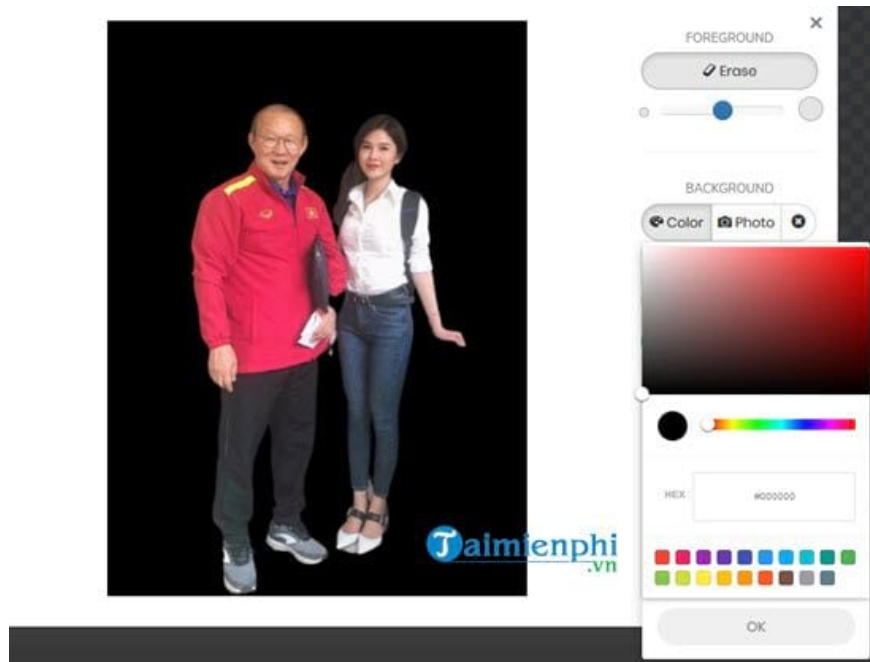 FOREGROUND
Erase
BACKGROUND
Color
Photo
HEX
#000000
Taimienphi
.vn
OK